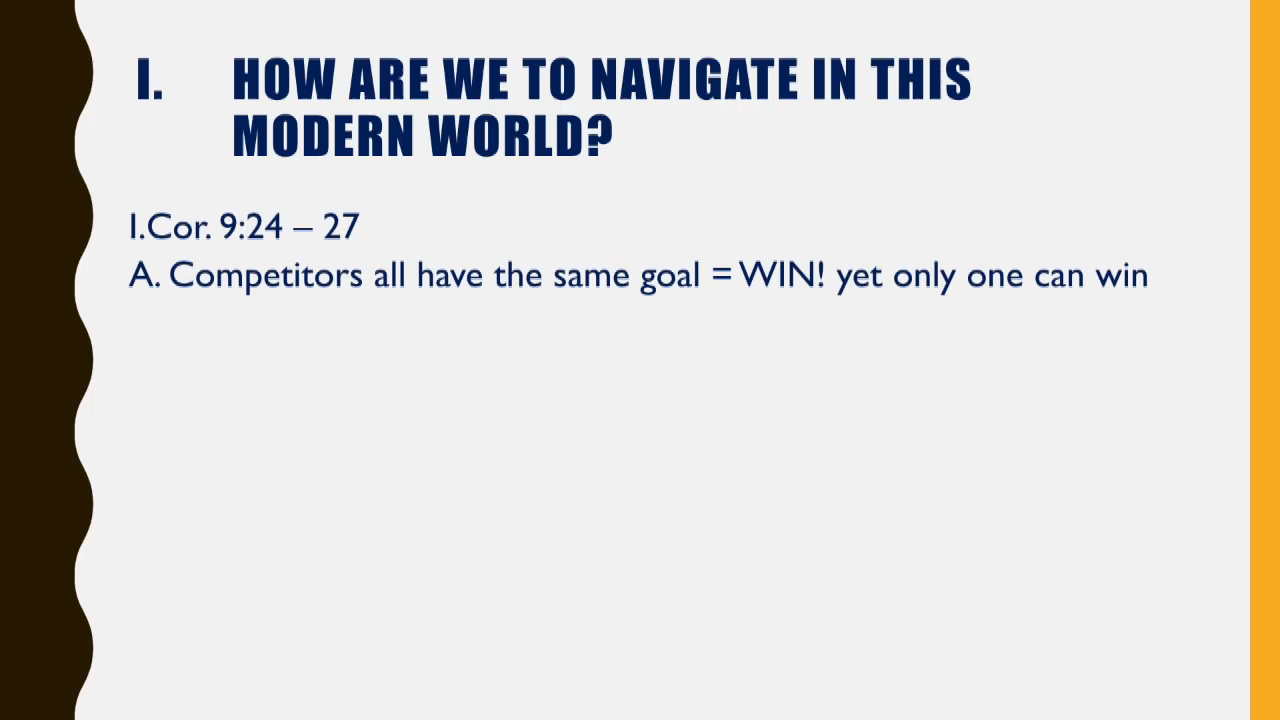 I. HOW ARE WE TO NAVIGATE IN THIS
MODERN WORLD?
I.Cor. 9:24 – 27
A. Competitors all have the same goal = WIN! yet only one can win